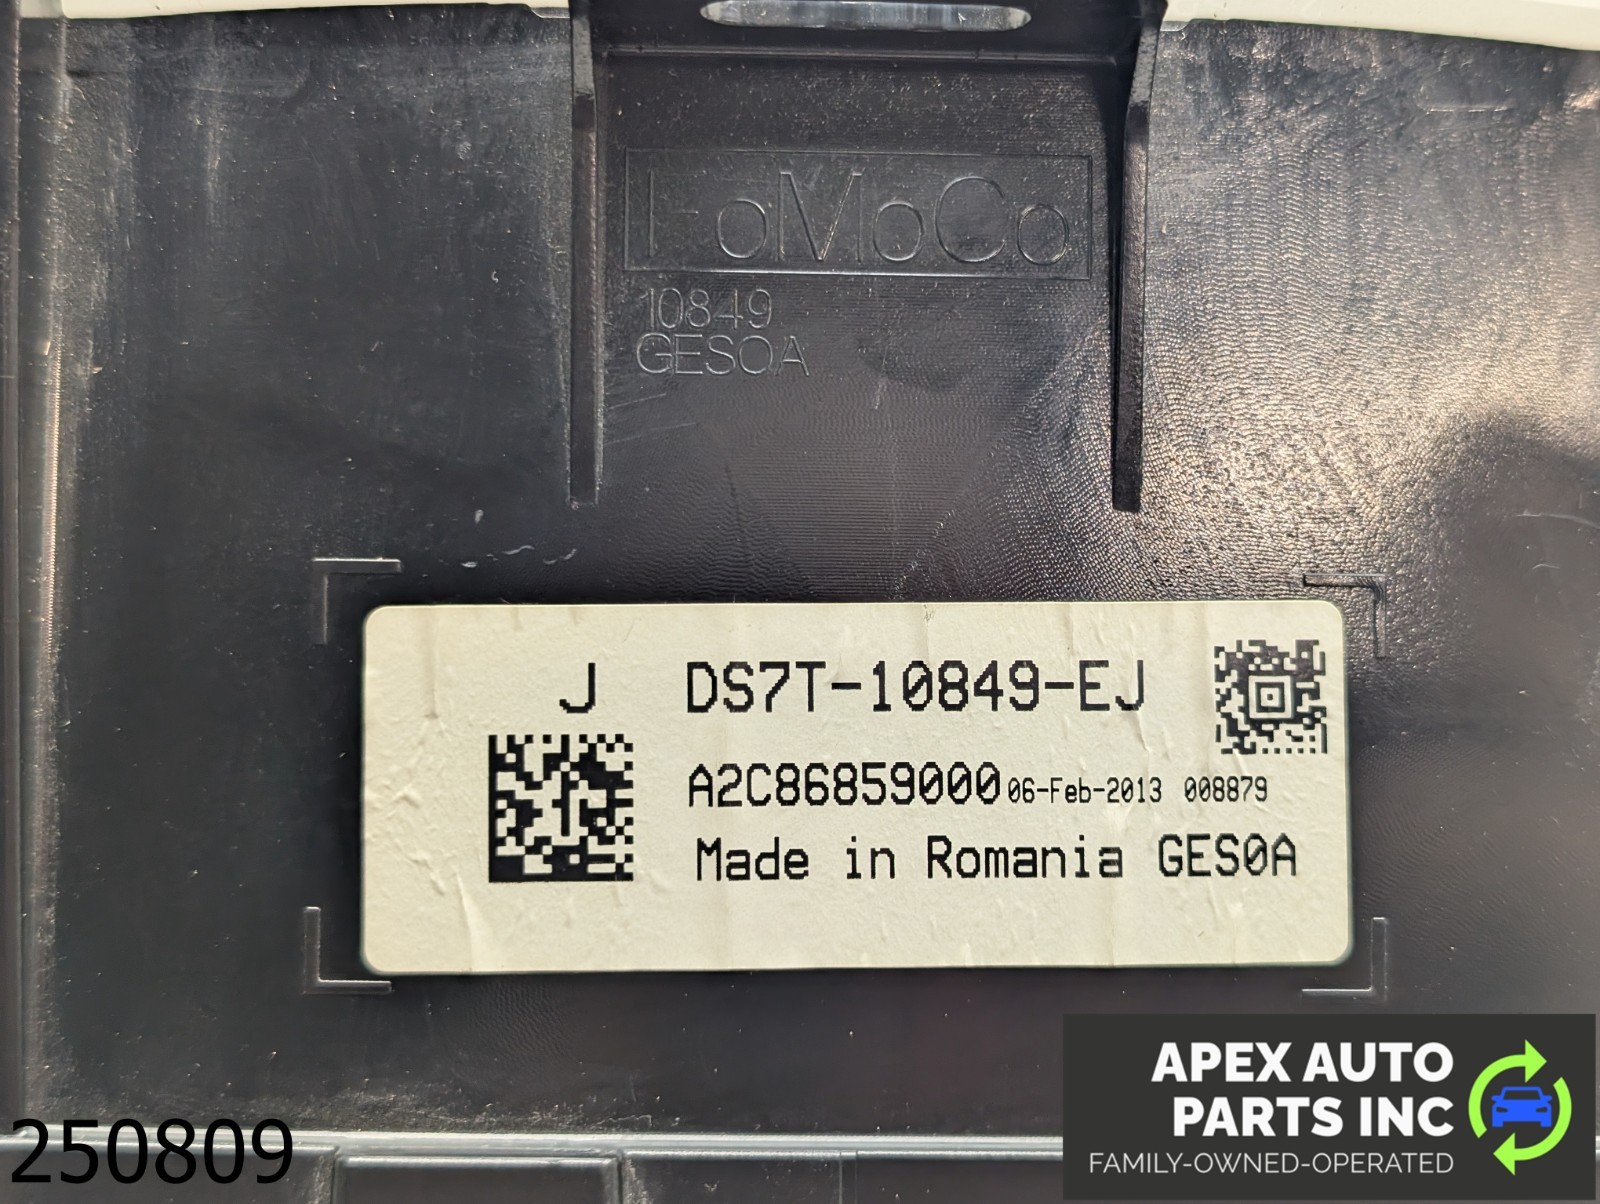 FoMoCo
10849
GES0A
J DS7T-10849-EJ
A2C86859000 06-Feb-2013 008879
Made in Romania GES0A
250809
APEX AUTO
PARTS INC
FAMILY-OWNED-OPERATED